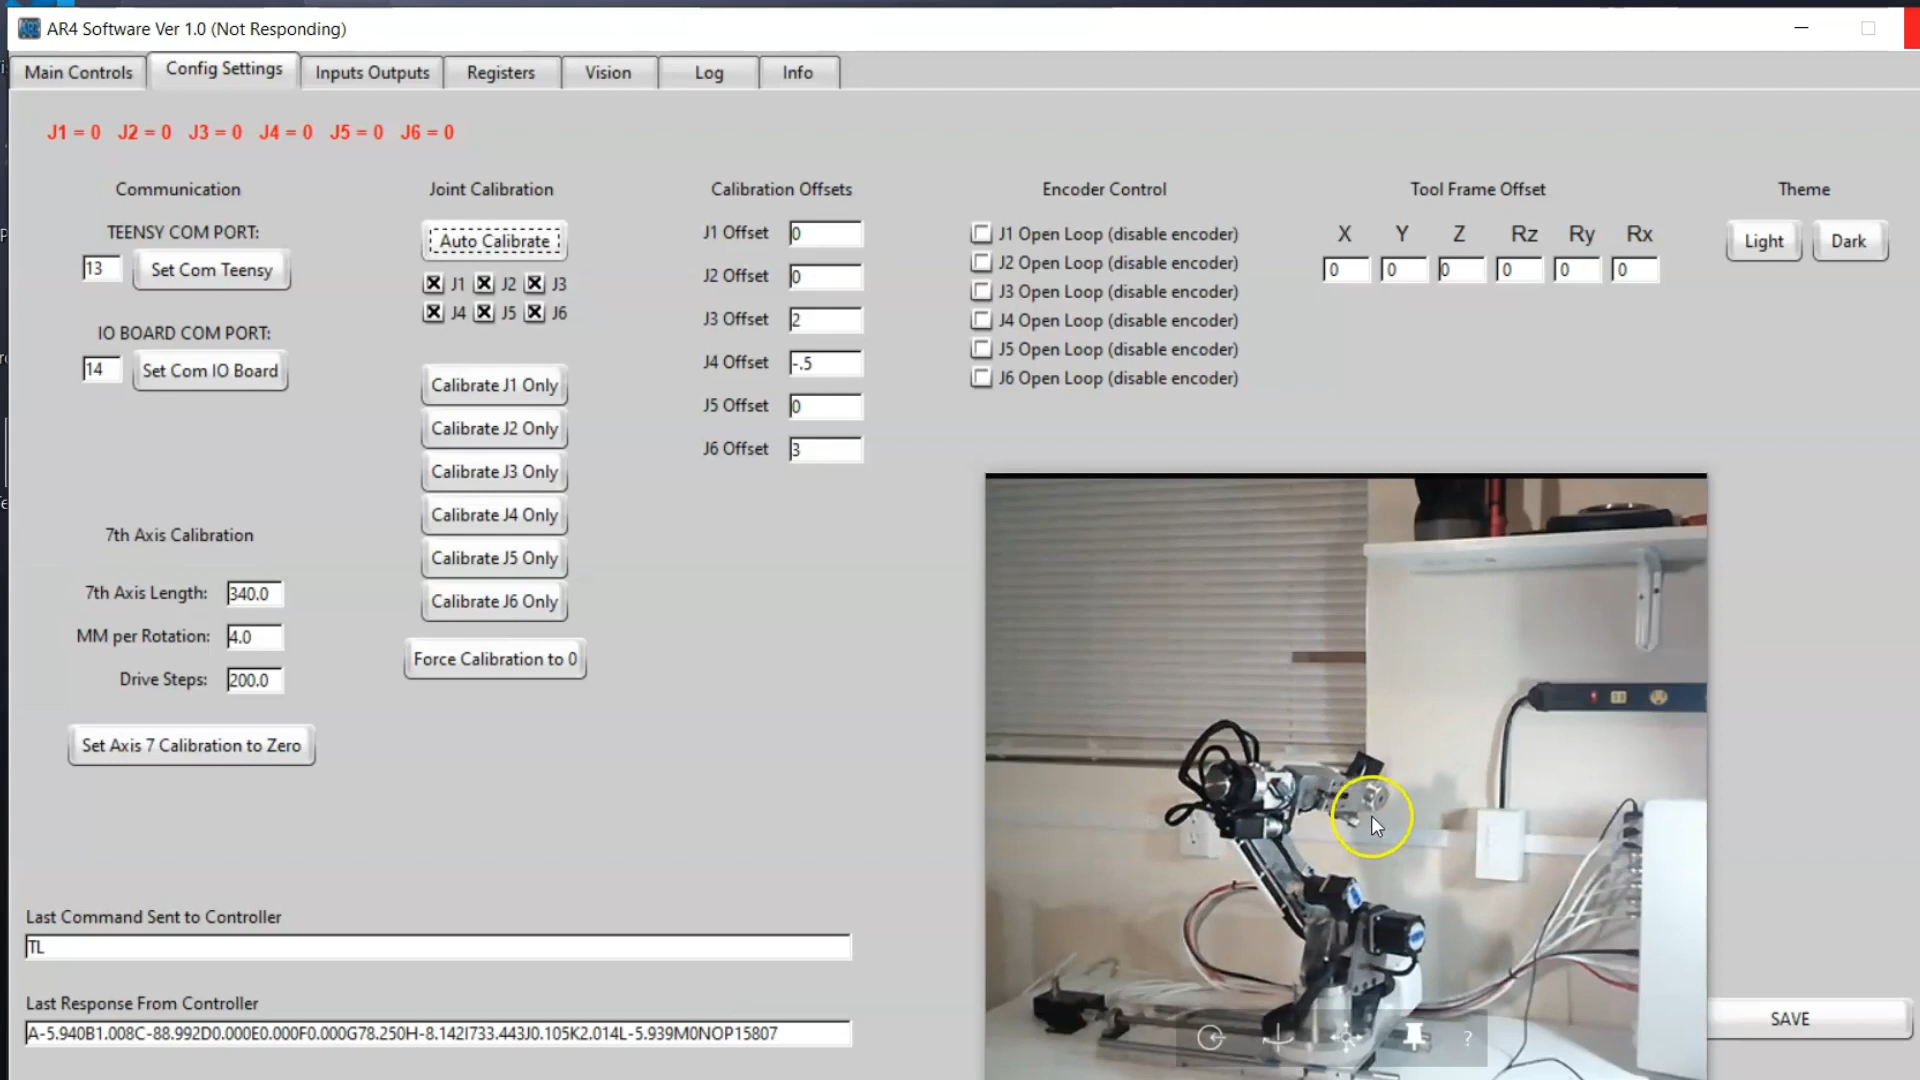 AR4 Software Ver 1.0 (Not Responding)
Main Controls
Config Settings
Inputs Outputs
Registers
Vision
Log
Info
J1 = 0 J2 = 0 J3 = 0 J4 = 0 J5 = 0 J6 = 0
Communication
TEENSY COM PORT:
13
Set Com Teensy
IO BOARD COM PORT:
14
Set Com IO Board
7th Axis Calibration
7th Axis Length: 340.0
MM per Rotation: 4.0
Drive Steps: 200.0
Set Axis 7 Calibration to Zero
Joint Calibration
Auto Calibrate
J1 J2 J3
J4 J5 J6
Calibrate J1 Only
Calibrate J2 Only
Calibrate J3 Only
Calibrate J4 Only
Calibrate J5 Only
Calibrate J6 Only
Force Calibration to 0
Calibration Offsets
J1 Offset 0
J2 Offset 0
J3 Offset 2
J4 Offset -.5
J5 Offset 0
J6 Offset 3
Encoder Control
J1 Open Loop (disable encoder)
J2 Open Loop (disable encoder)
J3 Open Loop (disable encoder)
J4 Open Loop (disable encoder)
J5 Open Loop (disable encoder)
J6 Open Loop (disable encoder)
Tool Frame Offset
X Y Z Rz Ry Rx
0 0 0 0 0 0
Theme
Light
Dark
Last Command Sent to Controller
TL
Last Response From Controller
A-5.940B1.008C-88.992D0.000E0.000F0.000G78.250H-8.142I733.443J0.105K2.014L-5.939M0NOP15807
?
SAVE